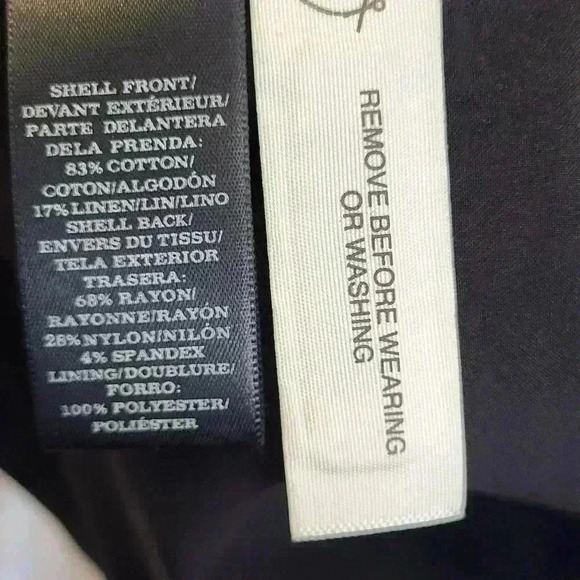 SHELL FRONT/
DEVANT EXTÉRIEUR/
PARTE DELANTERA
DELA PRENDA:
83% COTTON/
COTON/ALGODÓN
17% LINEN/LIN/LINO
SHELL BACK/
ENVERS DU TISSU/
TELA EXTERIOR
TRASERA:
68% RAYON/
RAYONNE/RAYÓN
28% NYLON/NILÓN
4% SPANDEX
LINING/DOUBLURE/
FORRO:
100% POLYESTER/
POLIÉSTER
REMOVE BEFORE WEARING
OR WASHING